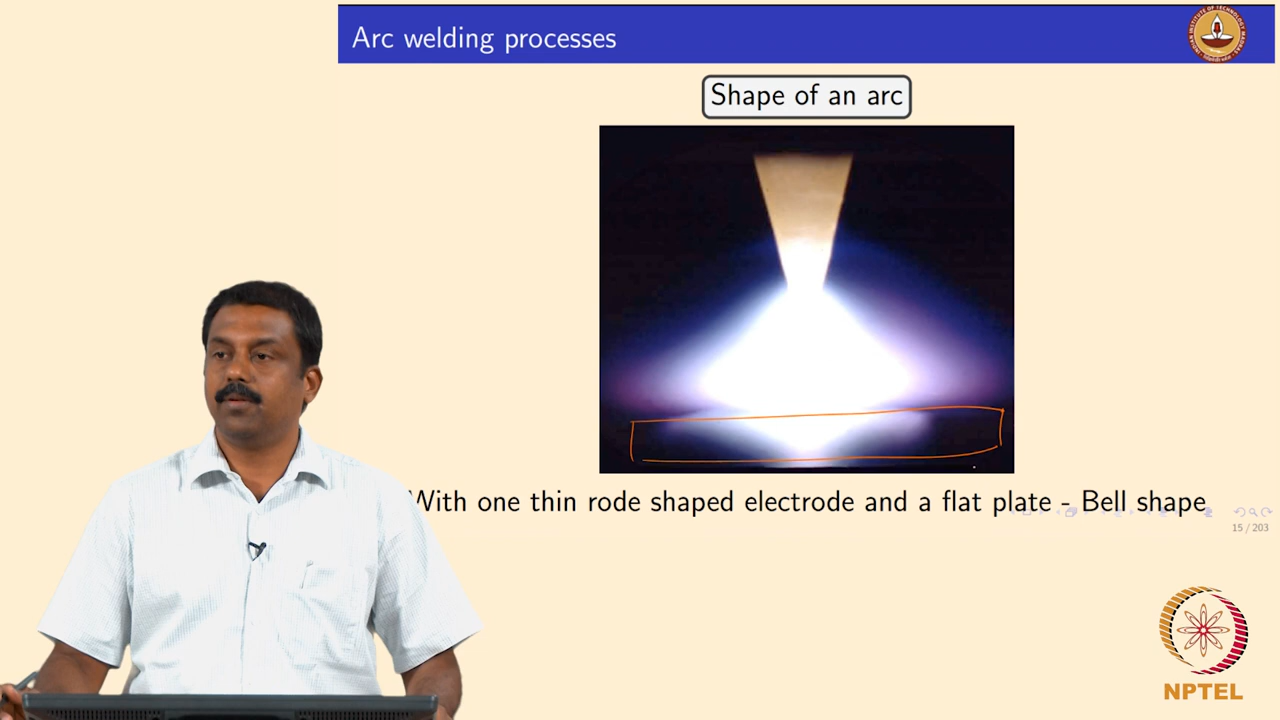 Arc welding processes
Shape of an arc
With one thin rode shaped electrode and a flat plate - Bell shape
15 / 203
NPTEL